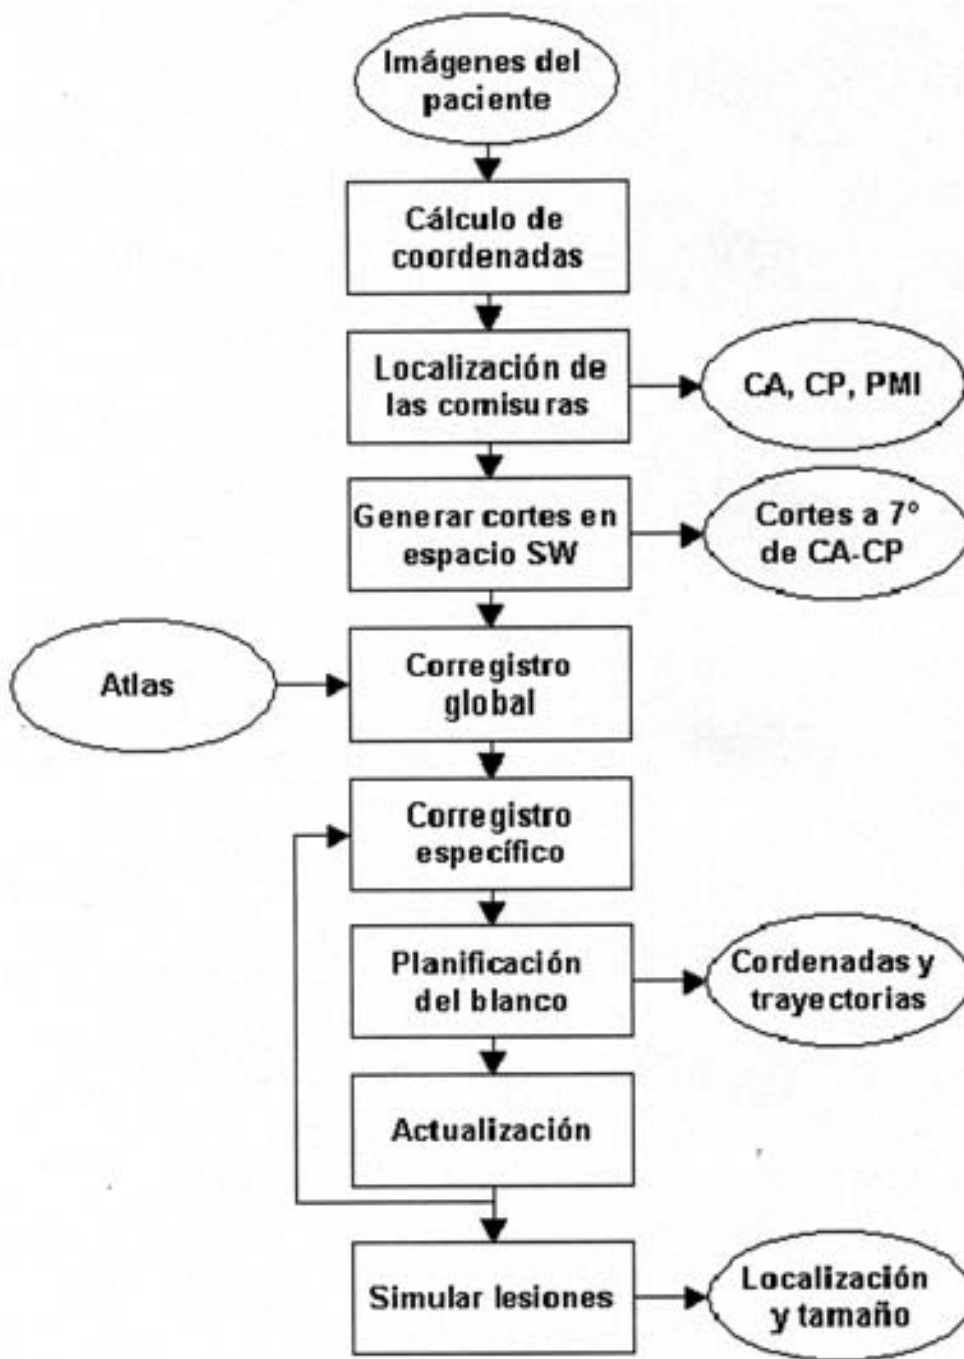 Imágenes del
paciente
Cálculo de
coordenadas
Localización de
las comisuras
CA, CP, PMI
Generar cortes en
espacio SW
Cortes a 7°
de CA-CP
Atlas
Corregistro
global
Corregistro
específico
Planificación
del blanco
Cordenadas y
trayectorias
Actualización
Simular lesiones
Localización
y tamaño